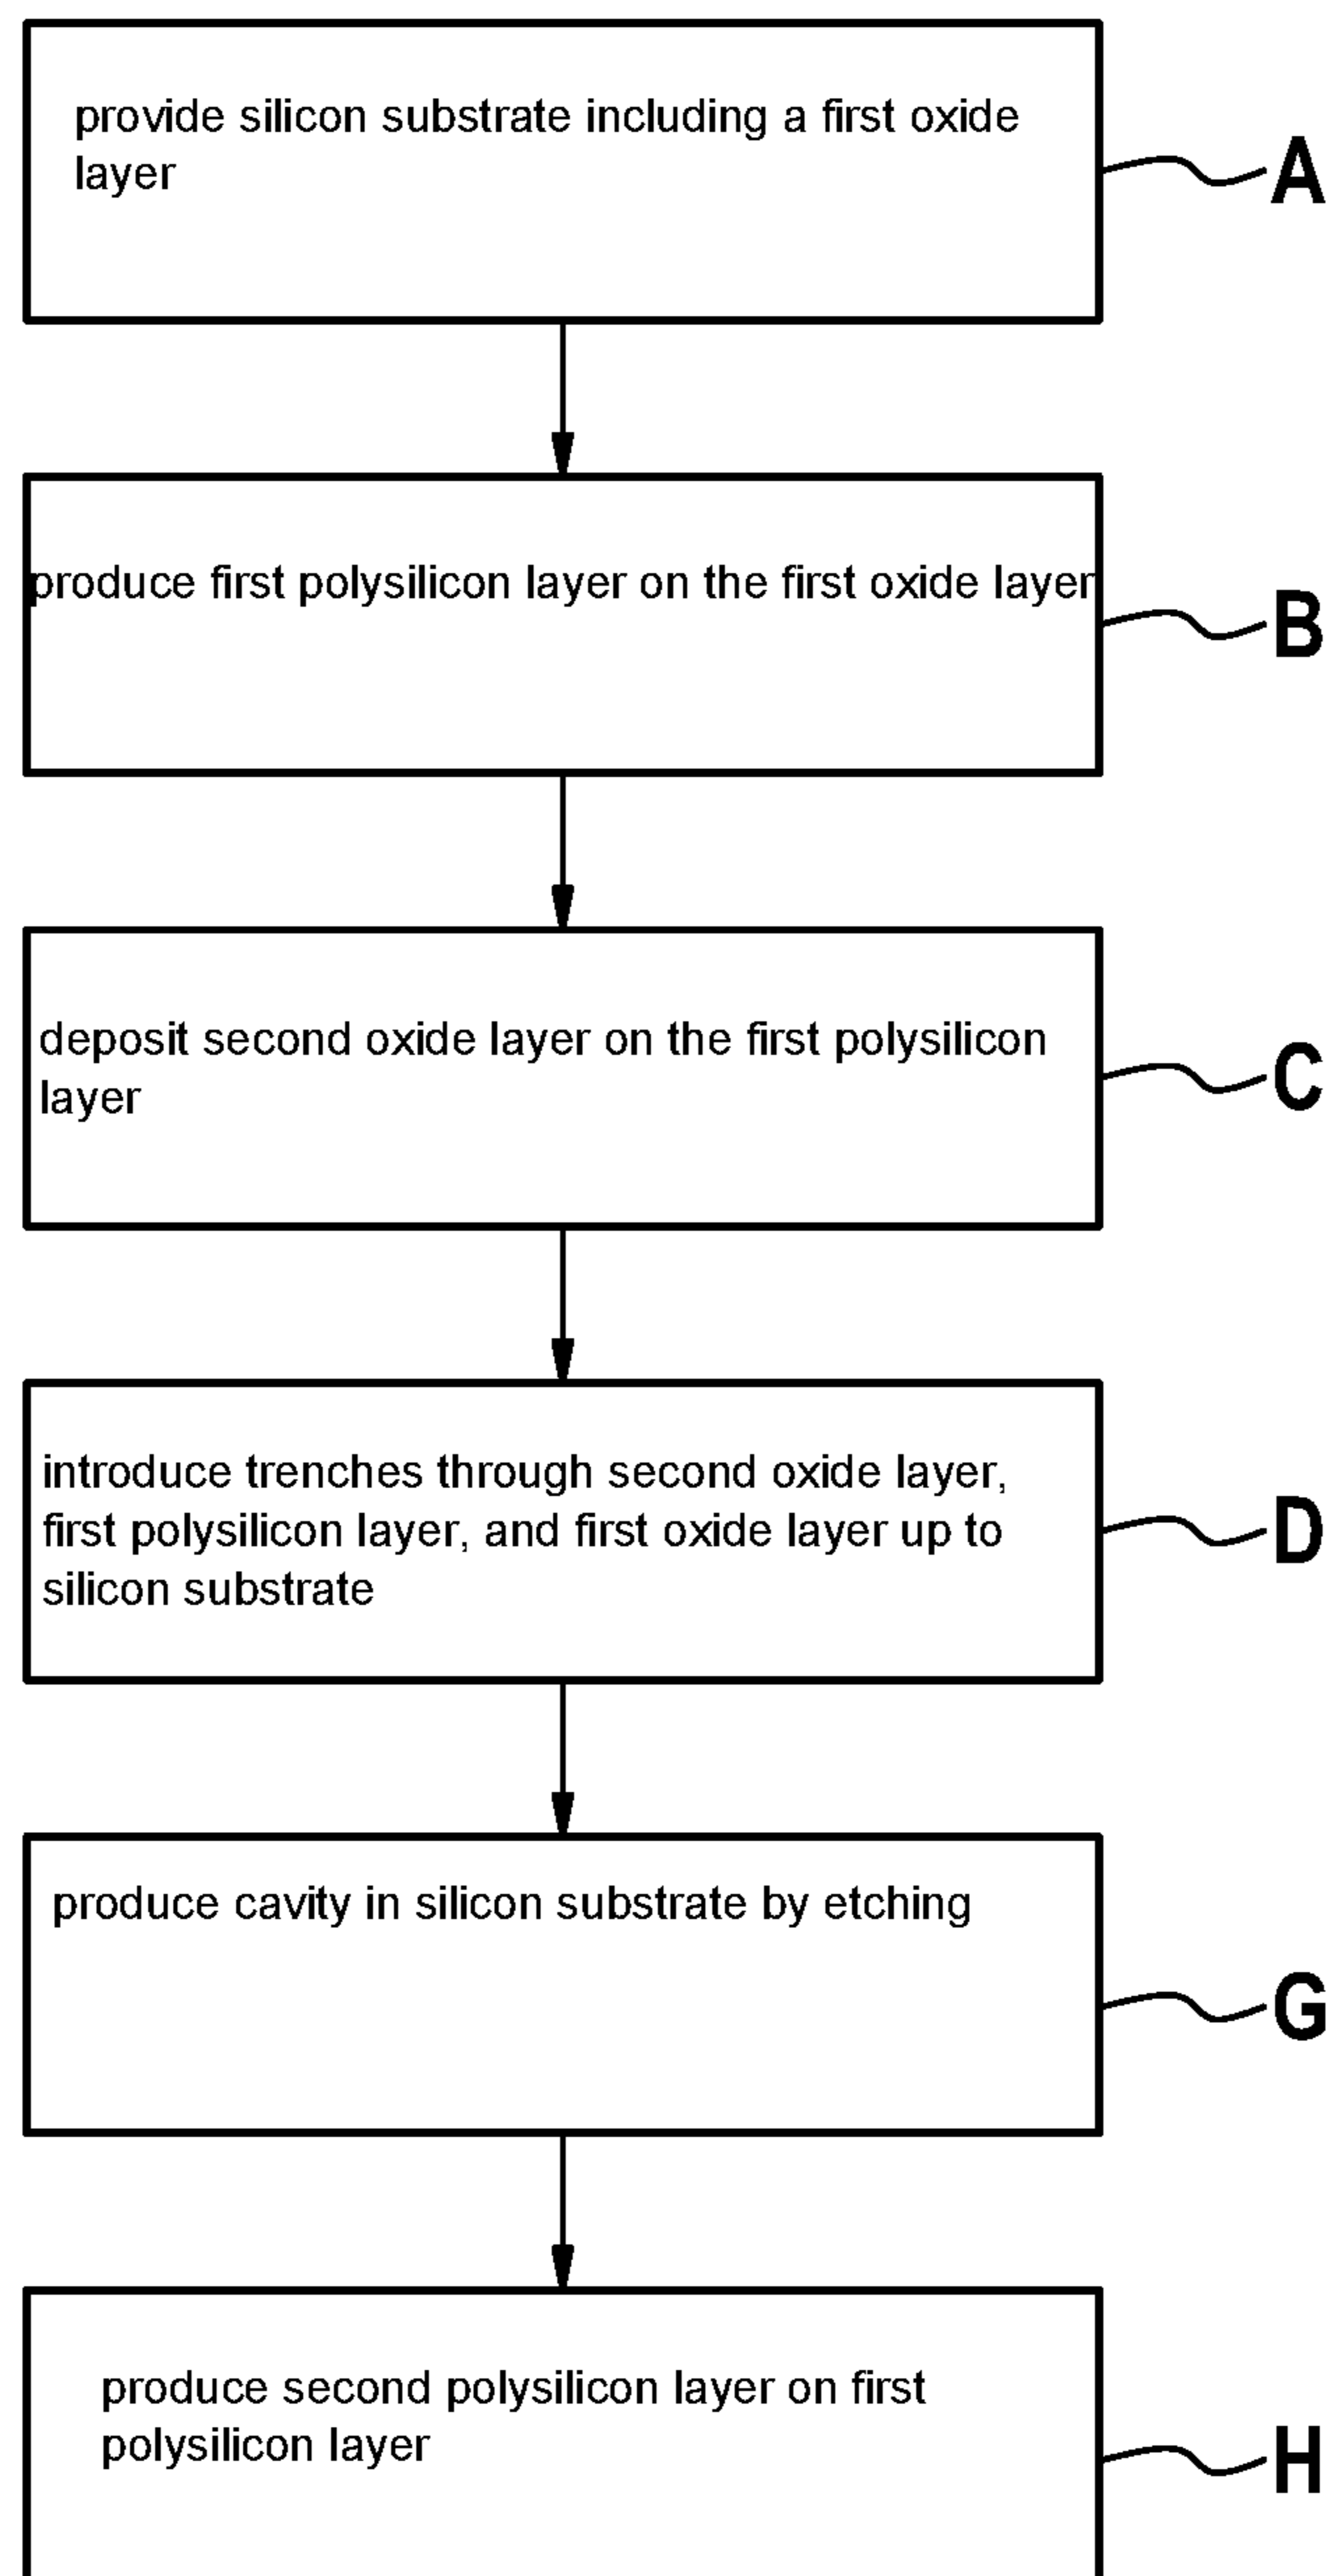 provide silicon substrate including a first oxide
layer
A
produce first polysilicon layer on the first oxide layer
B
deposit second oxide layer on the first polysilicon
layer
C
introduce trenches through second oxide layer,
first polysilicon layer, and first oxide layer up to
silicon substrate
D
produce cavity in silicon substrate by etching
G
produce second polysilicon layer on first
polysilicon layer
H